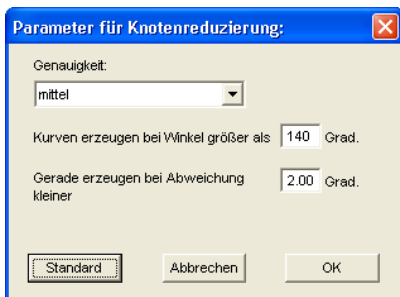 Parameter für Knotenreduzierung:
Genauigkeit:
mittel
Kurven erzeugen bei Winkel größer als 140 Grad.
Gerade erzeugen bei Abweichung 2.00 Grad.
kleiner
Standard Abbrechen OK